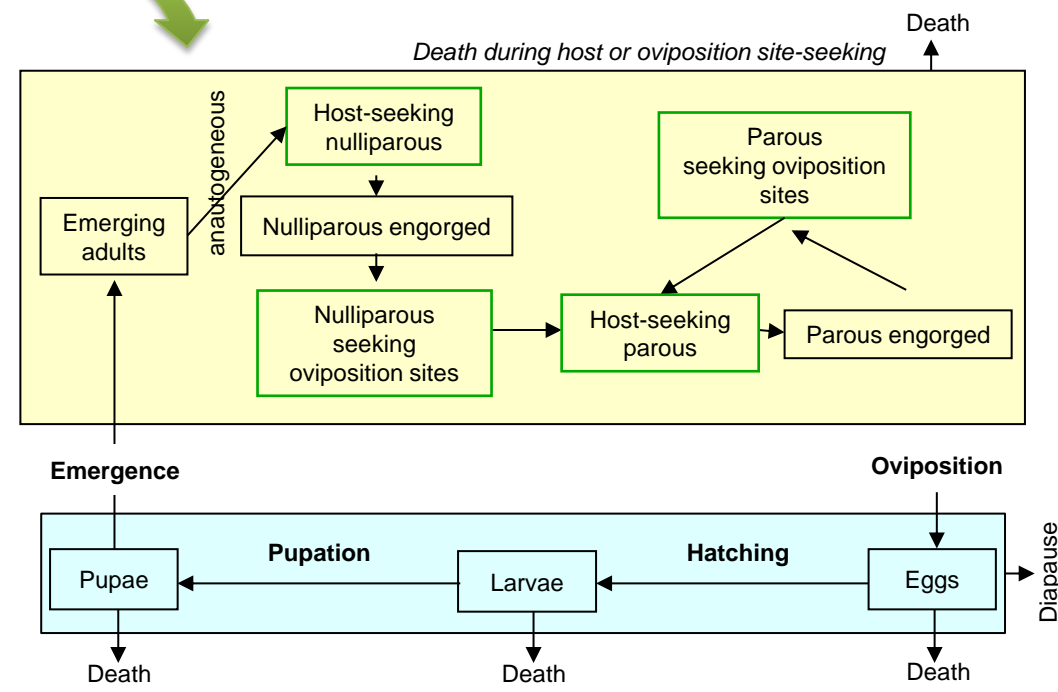 Death
Death during host or oviposition site-seeking
anautogeneous
Host-seeking
nulliparous
Parous
seeking oviposition
sites
Emerging
adults
Nulliparous engorged
Nulliparous
seeking
oviposition sites
Host-seeking
parous
Parous engorged
Emergence
Oviposition
Pupation
Hatching
Pupae
Larvae
Eggs
Diapause
Death
Death
Death